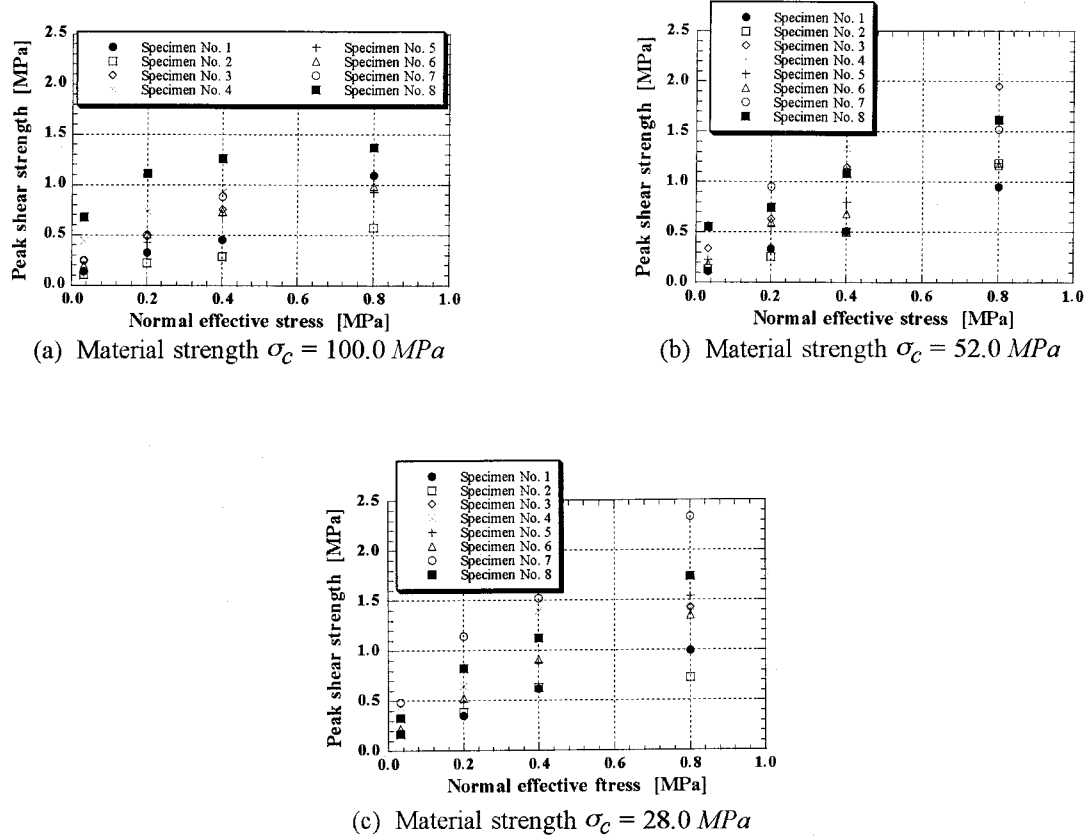 2.5
2.0
1.5
1.0
0.5
0.0
Peak shear strength [MPa]
Specimen No. 1
Specimen No. 2
Specimen No. 3
Specimen No. 4
Specimen No. 5
Specimen No. 6
Specimen No. 7
Specimen No. 8
0.0 0.2 0.4 0.6 0.8 1.0
Normal effective stress [MPa]
(a) Material strength σc = 100.0 MPa
2.5
2.0
1.5
1.0
0.5
0.0
Peak shear strength [MPa]
Specimen No. 1
Specimen No. 2
Specimen No. 3
Specimen No. 4
Specimen No. 5
Specimen No. 6
Specimen No. 7
Specimen No. 8
0.0 0.2 0.4 0.6 0.8 1.0
Normal effective stress [MPa]
(b) Material strength σc = 52.0 MPa
2.5
2.0
1.5
1.0
0.5
0.0
Peak shear strength [MPa]
Specimen No. 1
Specimen No. 2
Specimen No. 3
Specimen No. 4
Specimen No. 5
Specimen No. 6
Specimen No. 7
Specimen No. 8
0.0 0.2 0.4 0.6 0.8 1.0
Normal effective ftress [MPa]
(c) Material strength σc = 28.0 MPa